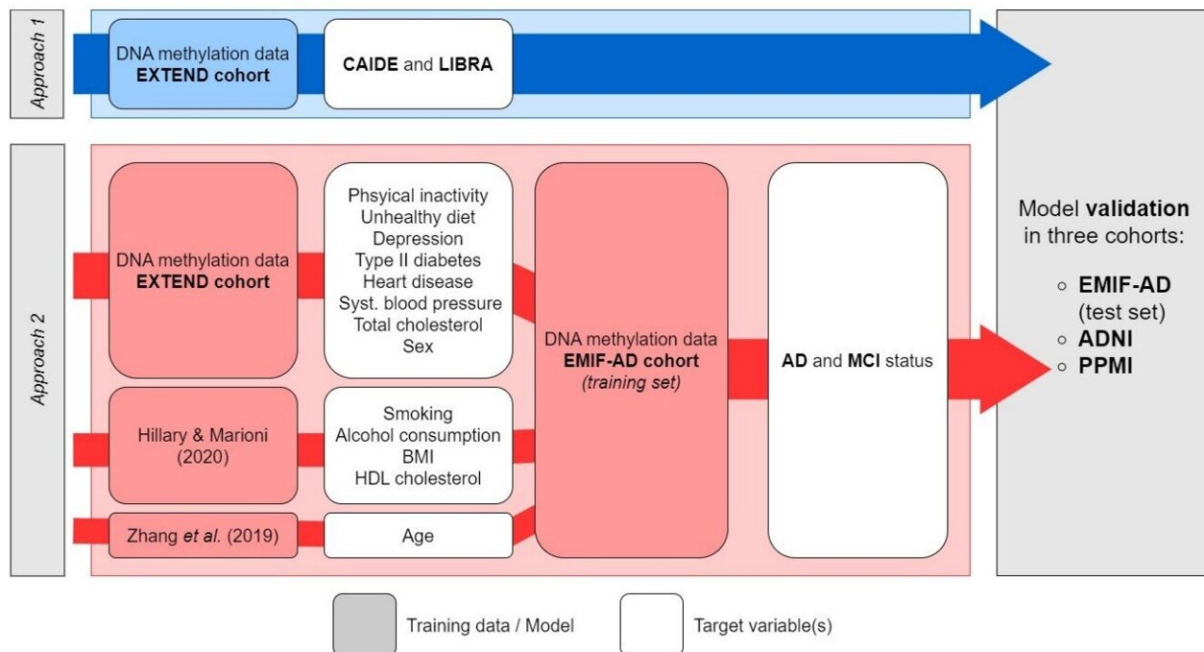 Approach 1
DNA methylation data
EXTEND cohort
CAIDE and LIBRA
Approach 2
DNA methylation data
EXTEND cohort
Phsyical inactivity
Unhealthy diet
Depression
Type II diabetes
Heart disease
Syst. blood pressure
Total cholesterol
Sex
Hillary & Marioni
(2020)
Smoking
Alcohol consumption
BMI
HDL cholesterol
Zhang et al. (2019)
Age
DNA methylation data
EMIF-AD cohort
(training set)
AD and MCI status
Model validation
in three cohorts:
○ EMIF-AD
(test set)
○ ADNI
○ PPMI
Training data / Model
Target variable(s)